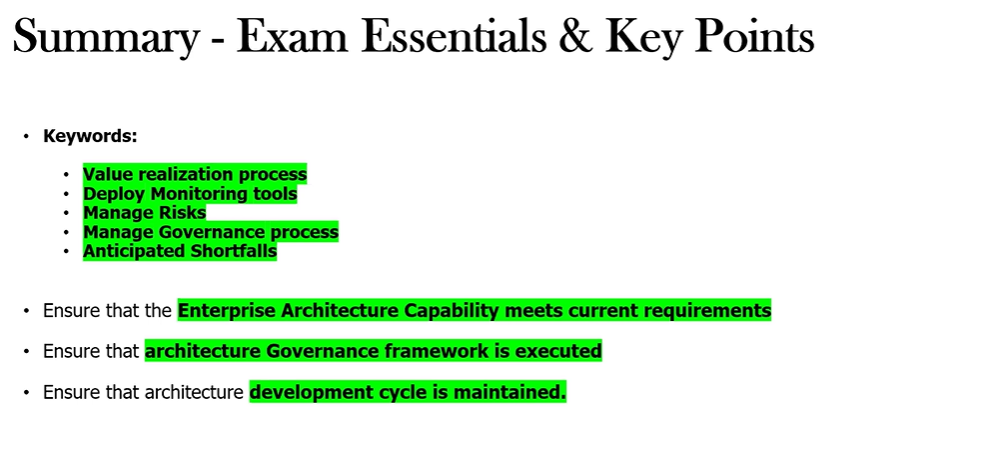 Summary - Exam Essentials & Key Points
• Keywords:
• Value realization process
• Deploy Monitoring tools
• Manage Risks
• Manage Governance process
• Anticipated Shortfalls
• Ensure that the Enterprise Architecture Capability meets current requirements
• Ensure that architecture Governance framework is executed
• Ensure that architecture development cycle is maintained.